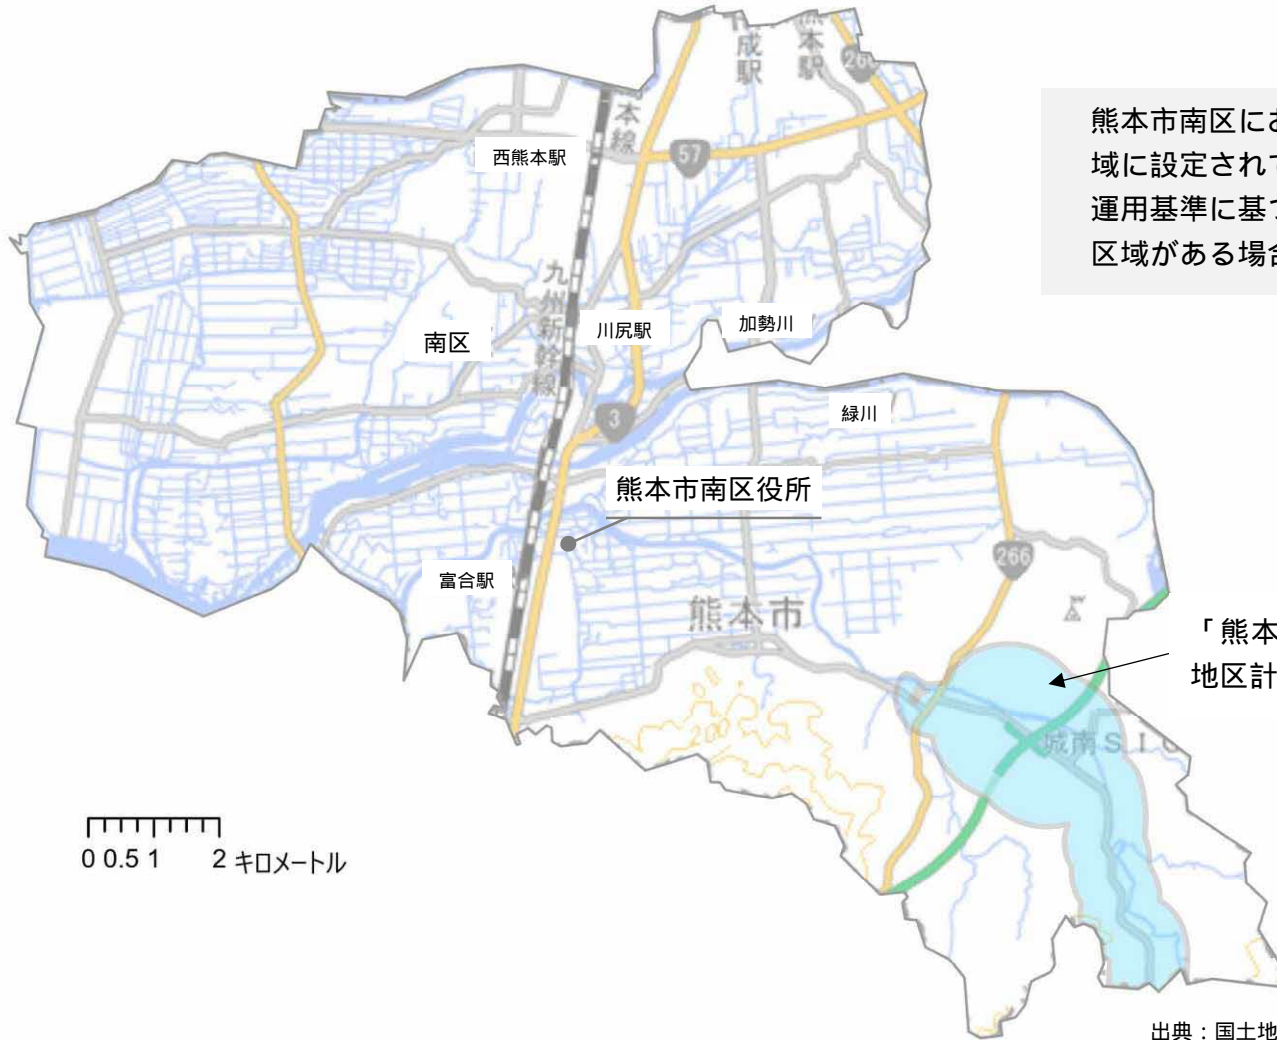 成駅
熊本駅
266
本線
57
西熊本駅
熊本市南区にお
域に設定されて
運用基準に基づ
区域がある場合
九州新幹線
南区
川尻駅
加勢川
3
緑川
熊本市南区役所
266
富合駅
熊本市
「熊本
地区計
200
城南SIC
0 0.5 1 2 キロメートル
出典：国土地